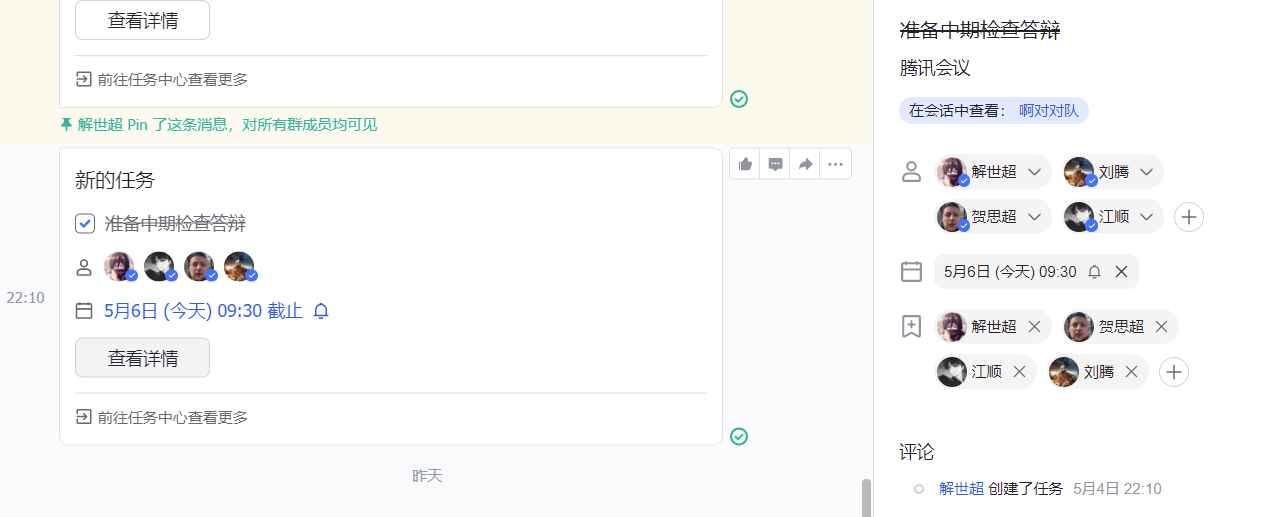 查看详情
前往任务中心查看更多
解世超 Pin 了这条消息，对所有群成员均可见
新的任务
准备中期检查答辩
22:10
5月6日 (今天) 09:30 截止
查看详情
前往任务中心查看更多
昨天
准备中期检查答辩
腾讯会议
在会话中查看： 啊对对队
解世超 刘腾
贺思超 江顺
5月6日 (今天) 09:30
解世超 贺思超
江顺 刘腾
评论
解世超 创建了任务 5月4日 22:10